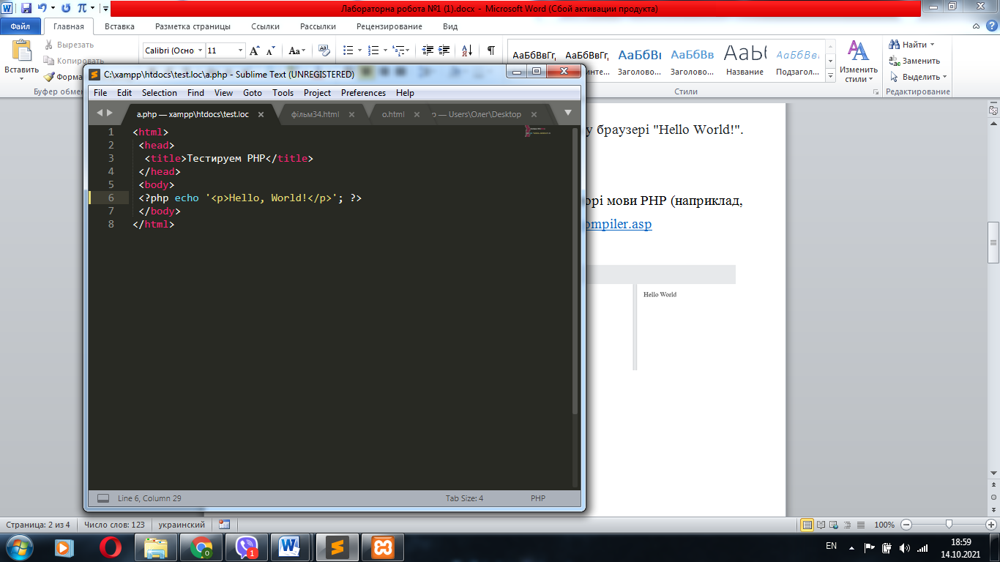 Лабораторна робота №1 (1).docx - Microsoft Word (Сбой активации продукта)
Файл Главная Вставка Разметка страницы Ссылки Рассылки Рецензирование Вид
Вставить
Вырезать
Копировать
Форма
Буфер обмен
Calibri (Осно 11
АаБбВвГг, АаБбВвГг, АаБбВі АаБбВв АаБ АаБбВвГі
инте... Заголово... Заголово... Название Подзагол...
Стили
Изменить стили
Найти
Заменить
Выделить
Редактирование
C:\xampp\htdocs\test.loc\a.php - Sublime Text (UNREGISTERED)
File Edit Selection Find View Goto Tools Project Preferences Help
a.php — xampp\htdocs\test.loc фільм34.html o.html — Users\Олег\Desktop
1 <html>
2 <head>
3 <title>Тестируем PHP</title>
4 </head>
5 <body>
6 <?php echo '<p>Hello, World!</p>'; ?>
7 </body>
8 </html>
Line 6, Column 29 Tab Size: 4 PHP
у браузері "Hello World!".
орі мови PHP (наприклад,
ompiler.asp
Hello World
Страница: 2 из 4 Число слов: 123 украинский 100%
EN 18:59
14.10.2021